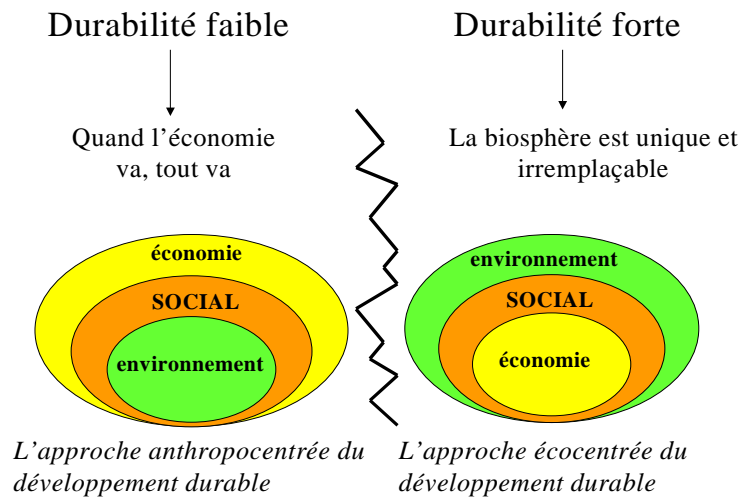 Durabilité faible
Quand l'économie
va, tout va
économie
SOCIAL
environnement
L'approche anthropocentrée du
développement durable
Durabilité forte
La biosphère est unique et
irremplaçable
environnement
SOCIAL
économie
L'approche écocentrée du
développement durable